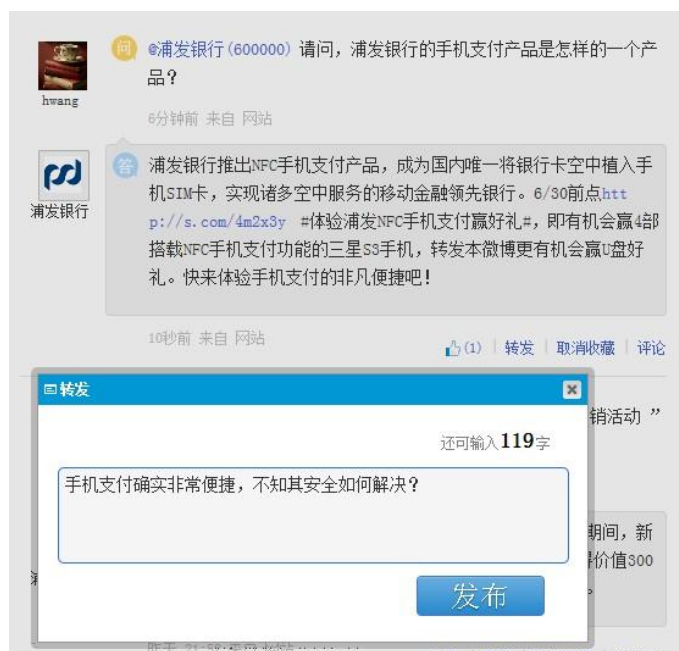 问 @浦发银行(600000) 请问，浦发银行的手机支付产品是怎样的一个产
品？
hwang
6分钟前 来自 网站
答 浦发银行推出NFC手机支付产品，成为国内唯一将银行卡空中植入手
机SIM卡，实现诸多空中服务的移动金融领先银行。6/30前点htt
浦发银行
p://s.com/4m2x3y #体验浦发NFC手机支付赢好礼#，即有机会赢4部
搭载NFC手机支付功能的三星S3手机，转发本微博更有机会赢U盘好
礼。快来体验手机支付的非凡便捷吧！
10秒前 来自 网站
(1) 转发 取消收藏 评论
转发
销活动 ”
还可输入119字
手机支付确实非常便捷，不知其安全如何解决？
期间，新
价值300
发布